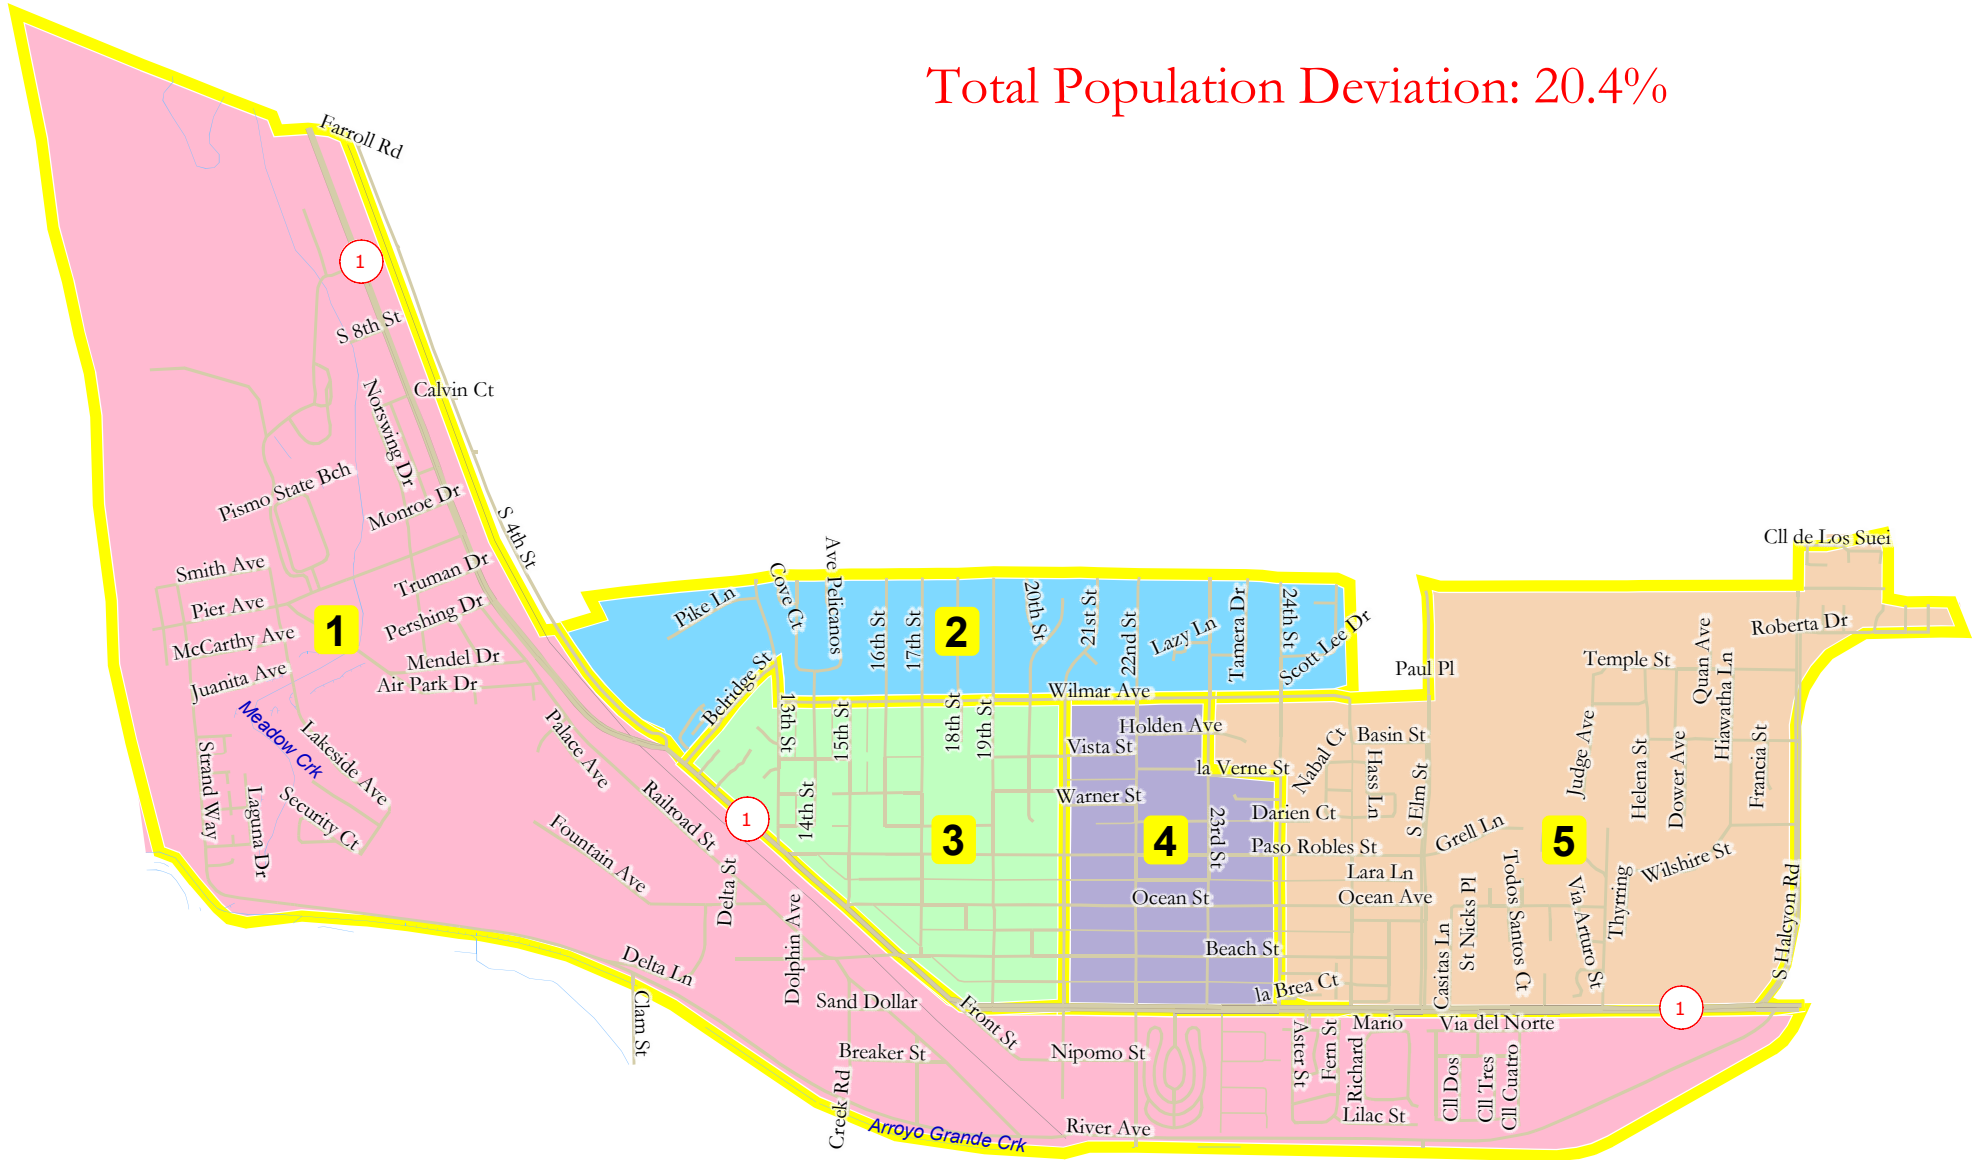 Total Population Deviation: 20.4%
Farroll Rd
1
S 8th St
Calvin Ct
Norswing Dr
Pismo State Bch
Monroe Dr
S 4th St
Smith Ave
Truman Dr
Pier Ave
1
Pershing Dr
McCarthy Ave
Mendel Dr
Juanita Ave
Air Park Dr
Meadow Crk
Lakeside Ave
Palace Ave
Strand Way
Laguna Dr
Security Ct
Railroad St
Fountain Ave
Delta St
Dolphin Ave
Delta Ln
Clam St
Sand Dollar
Front St
Breaker St
Creek Rd
Nipomo St
Arroyo Grande Crk
River Ave
Pike Ln
Cove Ct
Ave Pelicanos
16th St
17th St
2
20th St
21st St
22nd St
Lazy Ln
Tamera Dr
24th St
Scott Lee Dr
Belridge St
Wilmar Ave
13th St
15th St
18th St
19th St
14th St
1
3
Holden Ave
Vista St
la Verne St
Warner St
4
23rd St
Ocean St
Beach St
Cll de Los Suei
Roberta Dr
Paul Pl
Temple St
Quan Ave
Hiawatha Ln
Basin St
Nabal Ct
Hass Ln
S Elm St
Judge Ave
Helena St
Dower Ave
Francia St
Darien Ct
Paso Robles St
Grell Ln
5
Wilshire St
Lara Ln
Ocean Ave
St Nicks Pl
Todos Santos Ct
Via Arturo St
Thyrring
Casitas Ln
S Halcyon Rd
la Brea Ct
1
Aster St
Fern St
Mario
Richard
Via del Norte
Cll Dos
Cll Tres
Cll Cuatro
Lilac St